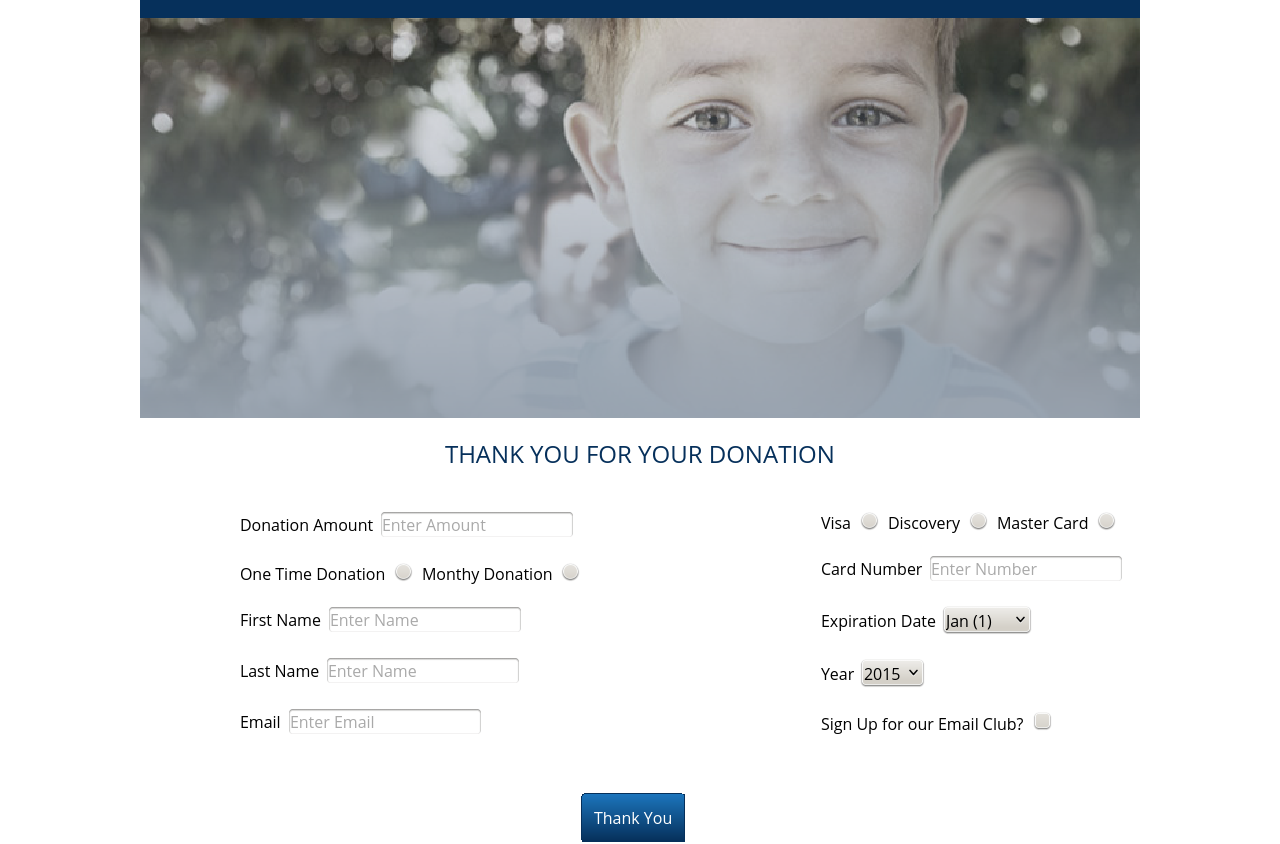 THANK YOU FOR YOUR DONATION
Donation Amount Enter Amount
One Time Donation Monthy Donation
First Name Enter Name
Last Name Enter Name
Email Enter Email
Visa Discovery Master Card
Card Number Enter Number
Expiration Date Jan (1)
Year 2015
Sign Up for our Email Club?
Thank You